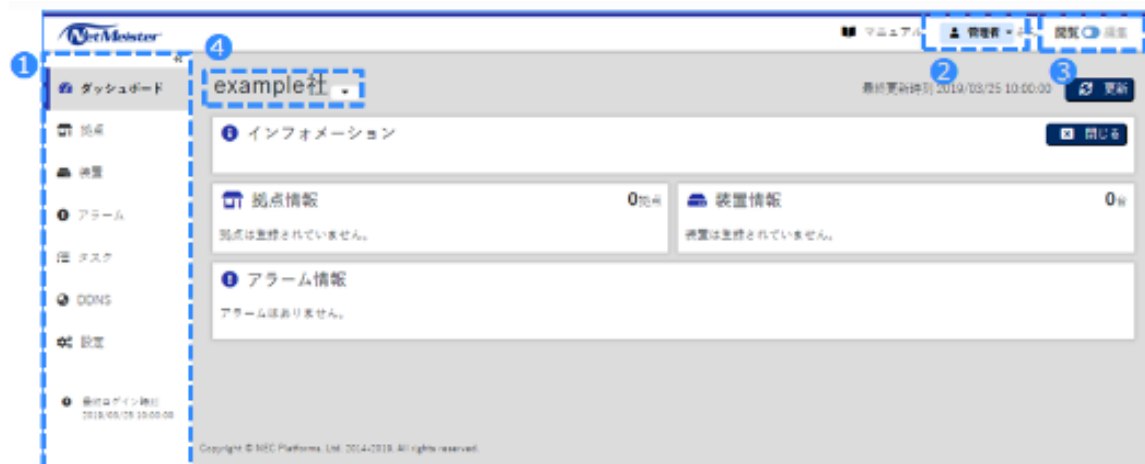 NetMeister
マニュアル
管理者
閲覧
編集
1
2
3
4
ダッシュボード
拠点
装置
アラーム
タスク
DDNS
設定
最終ログイン時刻
2019/03/25 10:00:00
example社
最終更新時刻 2019/03/25 10:00:00
更新
インフォメーション
閉じる
拠点情報
0拠点
拠点は登録されていません。
装置情報
0台
装置は登録されていません。
アラーム情報
アラームはありません。
Copyright © NEC Platforms, Ltd. 2014-2019. All rights reserved.